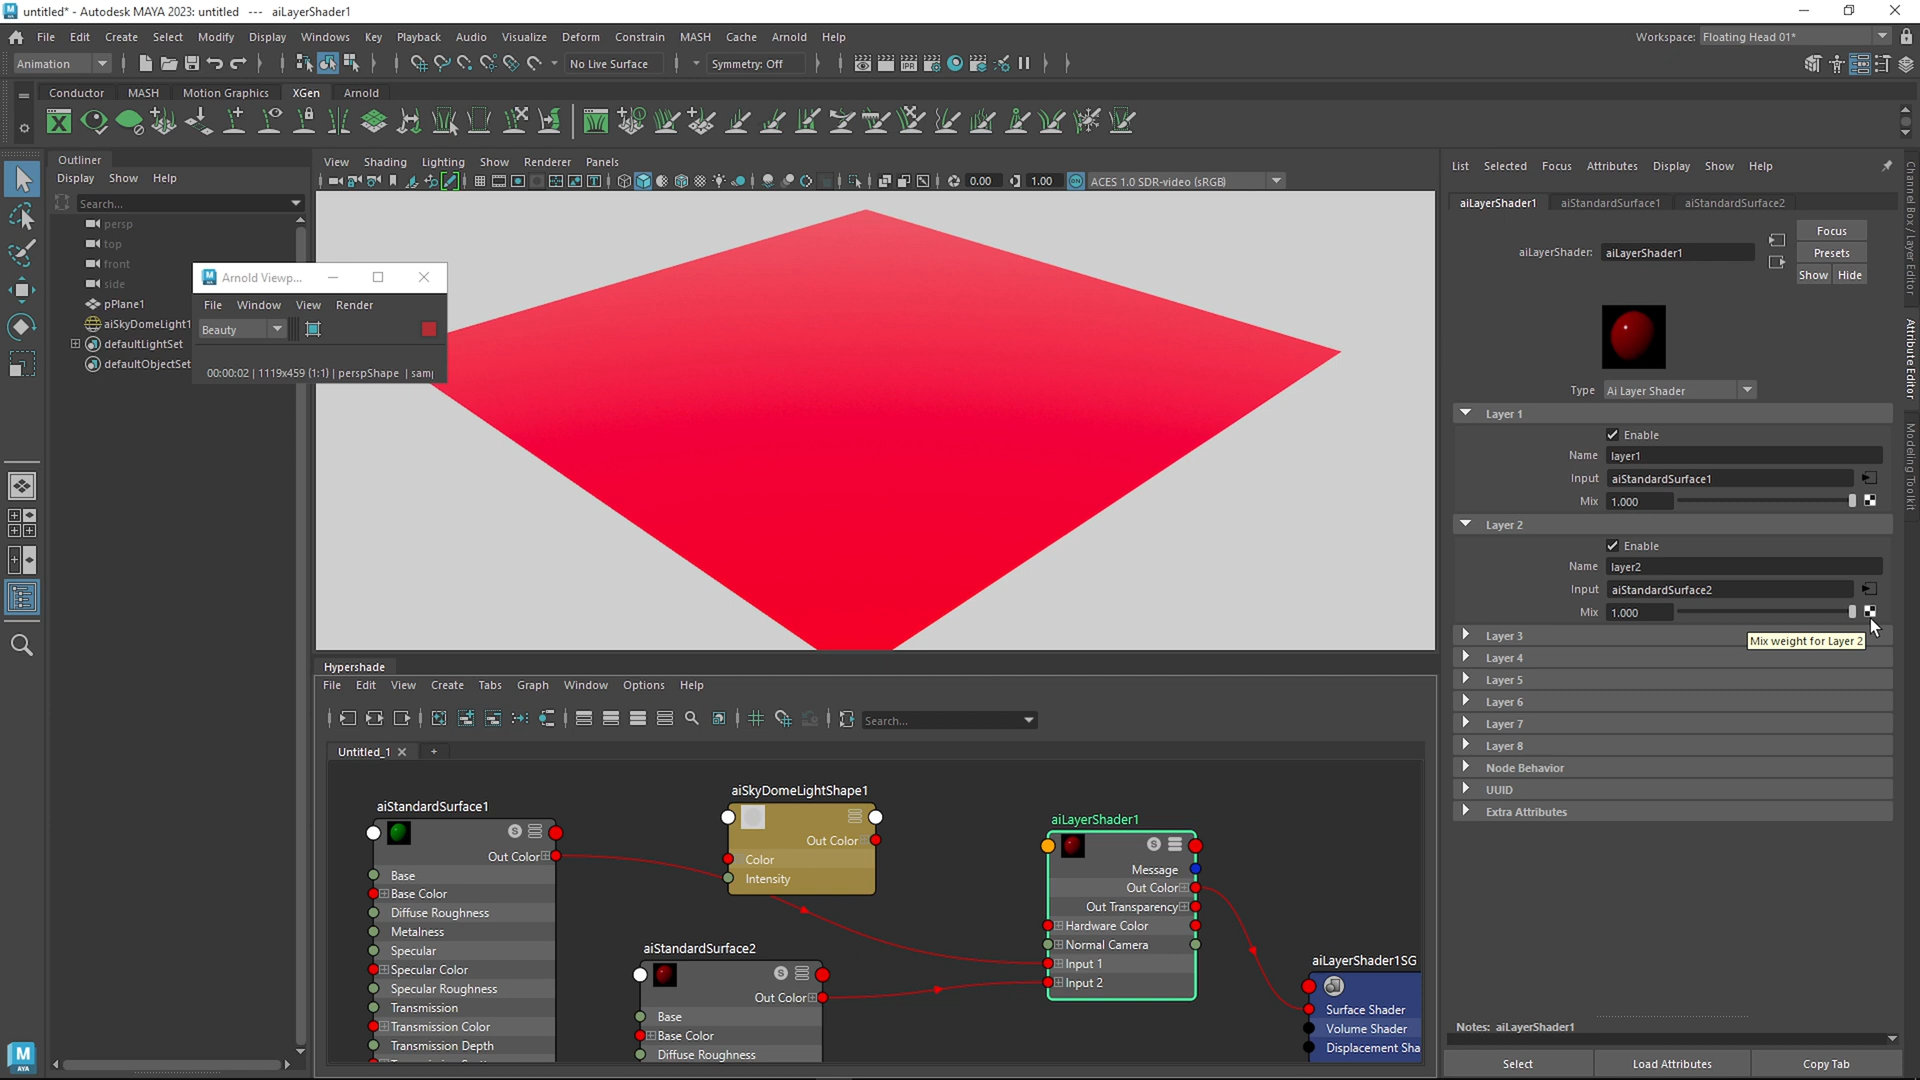 untitled* - Autodesk MAYA 2023: untitled --- aiLayerShader1
File Edit Create Select Modify Display Windows Key Playback Audio Visualize Deform Constrain MASH Cache Arnold Help
Workspace: Floating Head 01*
Animation No Live Surface Symmetry: Off
Conductor MASH Motion Graphics XGen Arnold
Outliner
Display Show Help
Search...
persp
top
front
side
pPlane1
aiSkyDomeLight1
defaultLightSet
defaultObjectSet
Arnold Viewp...
File Window View Render
Beauty
00:00:02 | 1119x459 (1:1) | perspShape | sam
View Shading Lighting Show Renderer Panels
0.00 1.00 ACES 1.0 SDR-video (sRGB)
Hypershade
File Edit View Create Tabs Graph Window Options Help
Search...
Untitled_1
aiStandardSurface1
Out Color
Base
Base Color
Diffuse Roughness
Metalness
Specular
Specular Color
Specular Roughness
Transmission
Transmission Color
Transmission Depth
aiSkyDomeLightShape1
Out Color
Color
Intensity
aiStandardSurface2
Out Color
Base
Base Color
Diffuse Roughness
aiLayerShader1
Message
Out Color
Out Transparency
Hardware Color
Normal Camera
Input 1
Input 2
aiLayerShader1SG
Surface Shader
Volume Shader
Displacement Sha
List Selected Focus Attributes Display Show Help
aiLayerShader1 aiStandardSurface1 aiStandardSurface2
Focus
aiLayerShader: aiLayerShader1
Presets
Show Hide
Type Ai Layer Shader
Layer 1
Enable
Name layer1
Input aiStandardSurface1
Mix 1.000
Layer 2
Enable
Name layer2
Input aiStandardSurface2
Mix 1.000
Mix weight for Layer 2
Layer 3
Layer 4
Layer 5
Layer 6
Layer 7
Layer 8
Node Behavior
UUID
Extra Attributes
Notes: aiLayerShader1
Select Load Attributes Copy Tab
Channel Box / Layer Editor
Attribute Editor
Modeling Toolkit